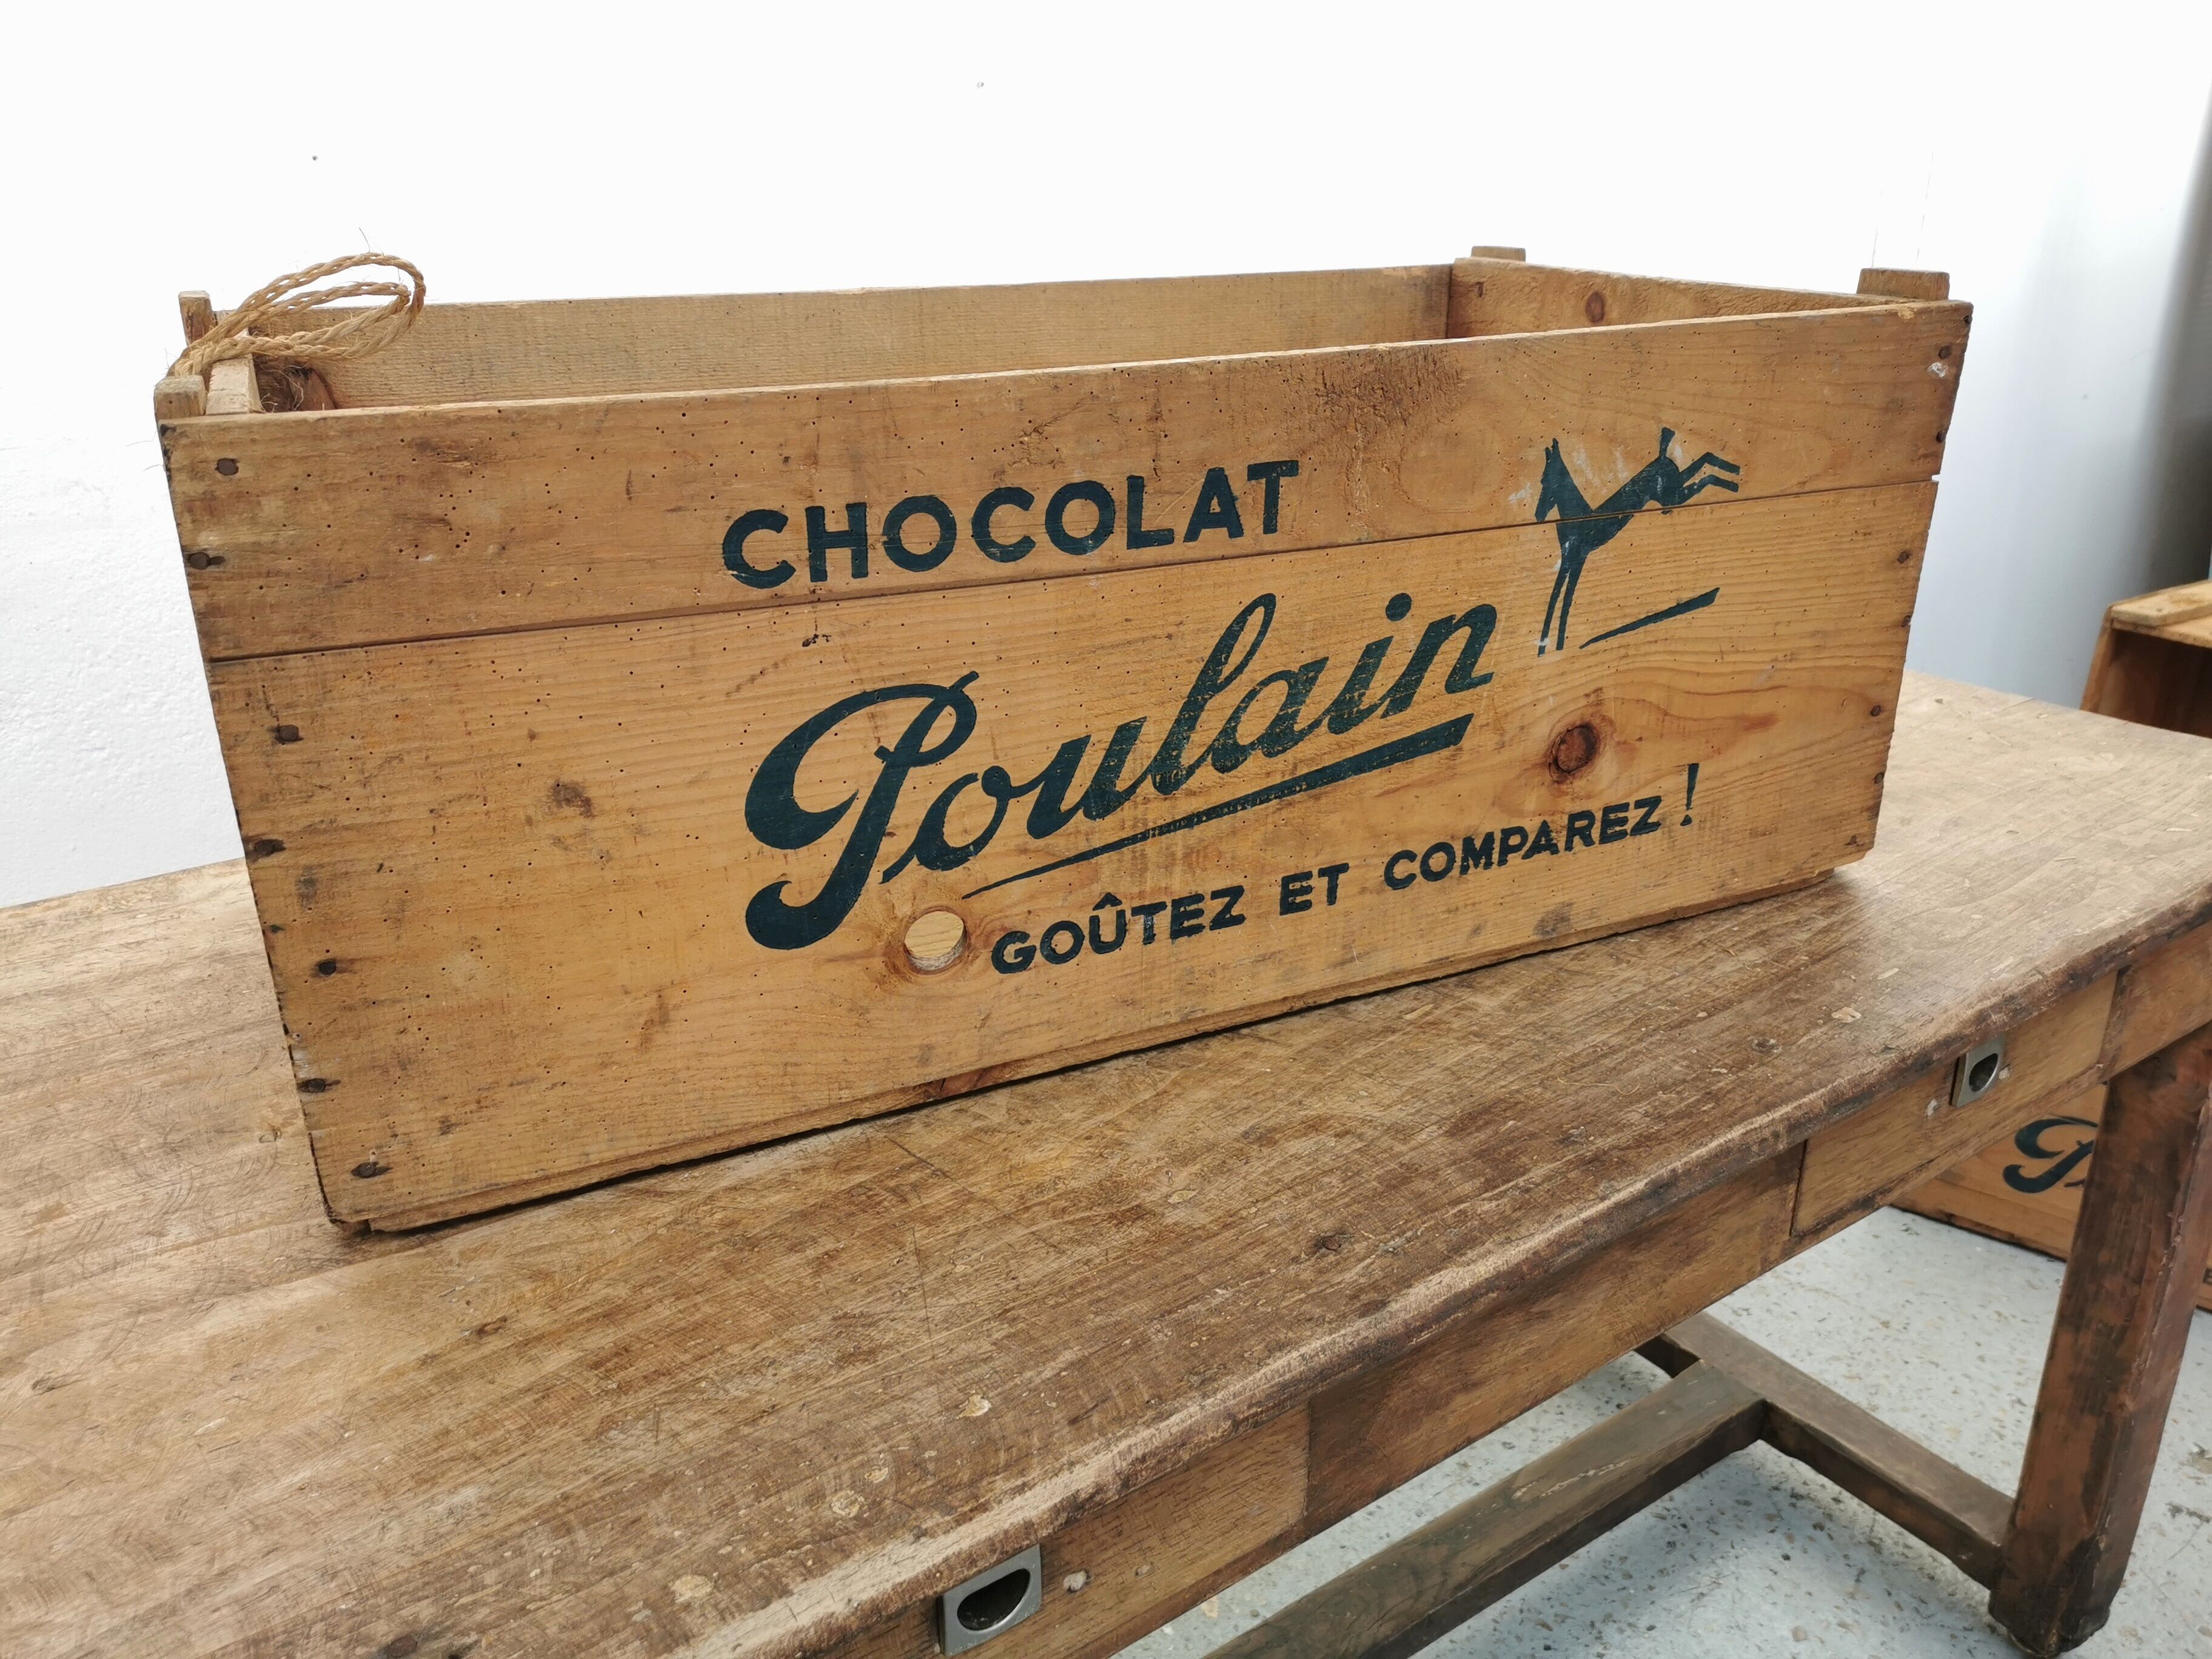 CHOCOLAT
Poulain
GOÛTEZ ET COMPAREZ !